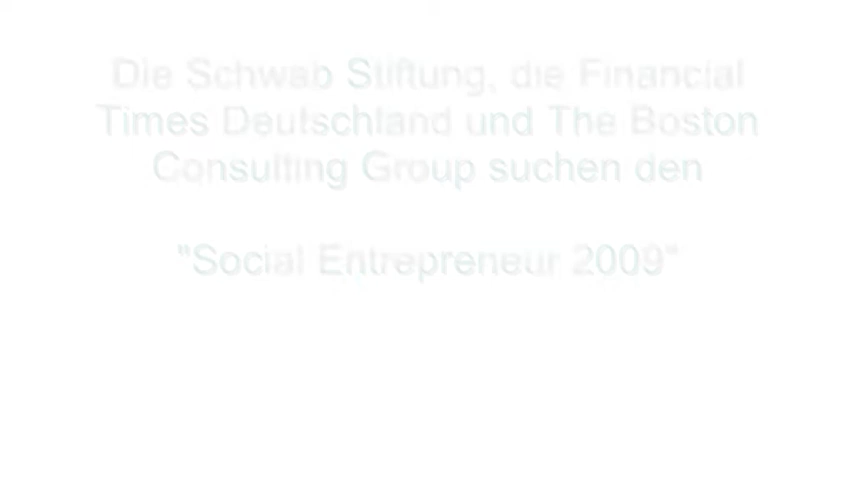 Die Schwab Stiftung, die Financial
Times Deutschland und The Boston
Consulting Group suchen den
"Social Entrepreneur 2009"